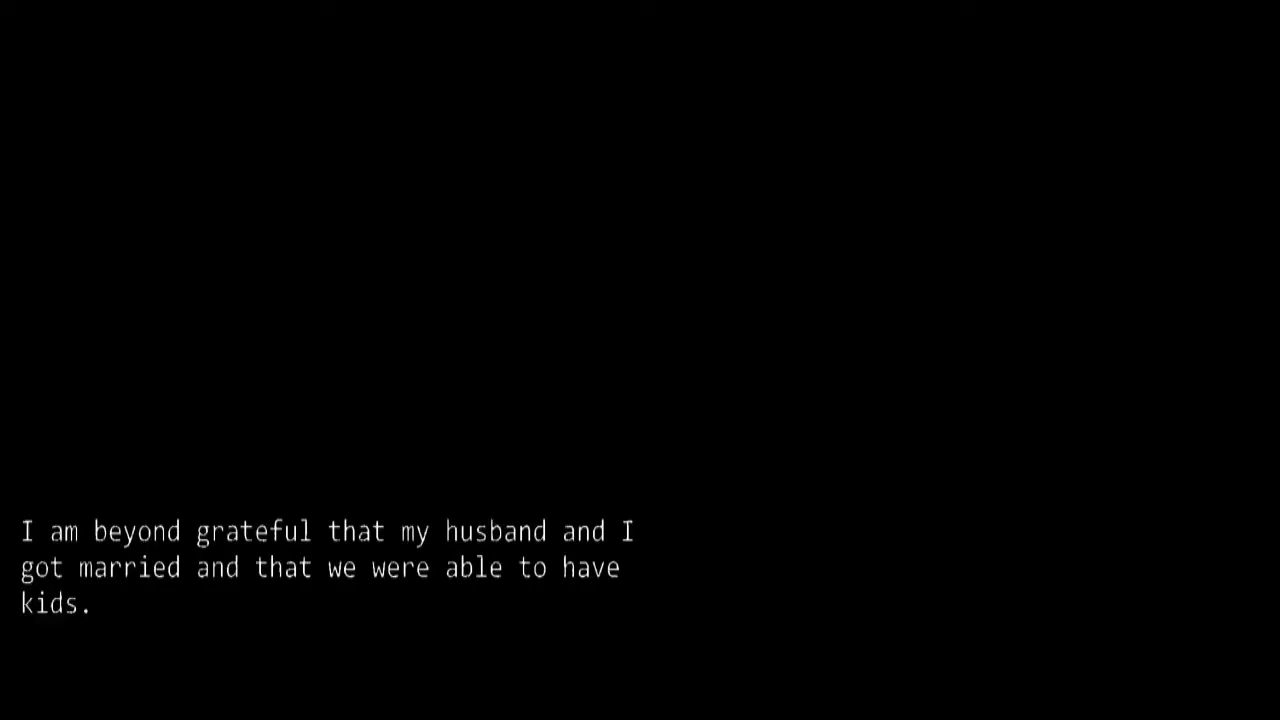 I am beyond grateful that my husband and I
got married and that we were able to have
kids.